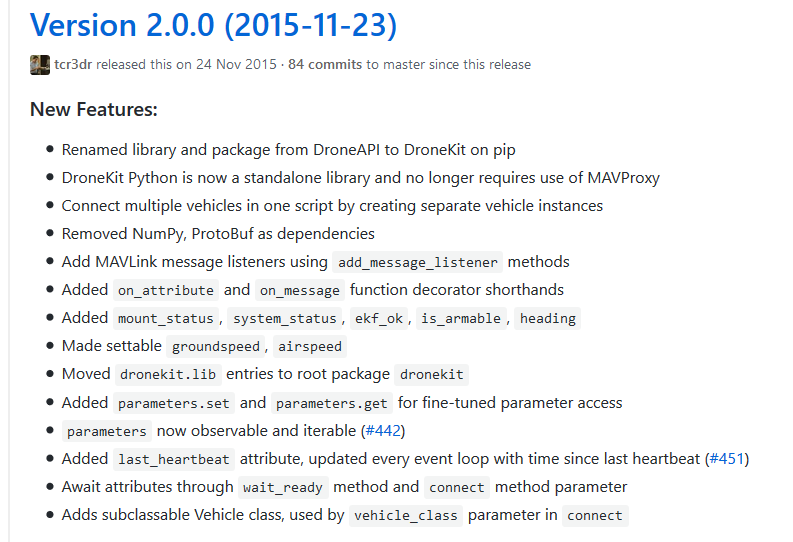 Version 2.0.0 (2015-11-23)
tcr3dr released this on 24 Nov 2015 · 84 commits to master since this release
New Features:
• Renamed library and package from DroneAPI to DroneKit on pip
• DroneKit Python is now a standalone library and no longer requires use of MAVProxy
• Connect multiple vehicles in one script by creating separate vehicle instances
• Removed NumPy, ProtoBuf as dependencies
• Add MAVLink message listeners using add_message_listener methods
• Added on_attribute and on_message function decorator shorthands
• Added mount_status, system_status, ekf_ok, is_armable, heading
• Made settable groundspeed, airspeed
• Moved dronekit.lib entries to root package dronekit
• Added parameters.set and parameters.get for fine-tuned parameter access
• parameters now observable and iterable (#442)
• Added last_heartbeat attribute, updated every event loop with time since last heartbeat (#451)
• Await attributes through wait_ready method and connect method parameter
• Adds subclassable Vehicle class, used by vehicle_class parameter in connect